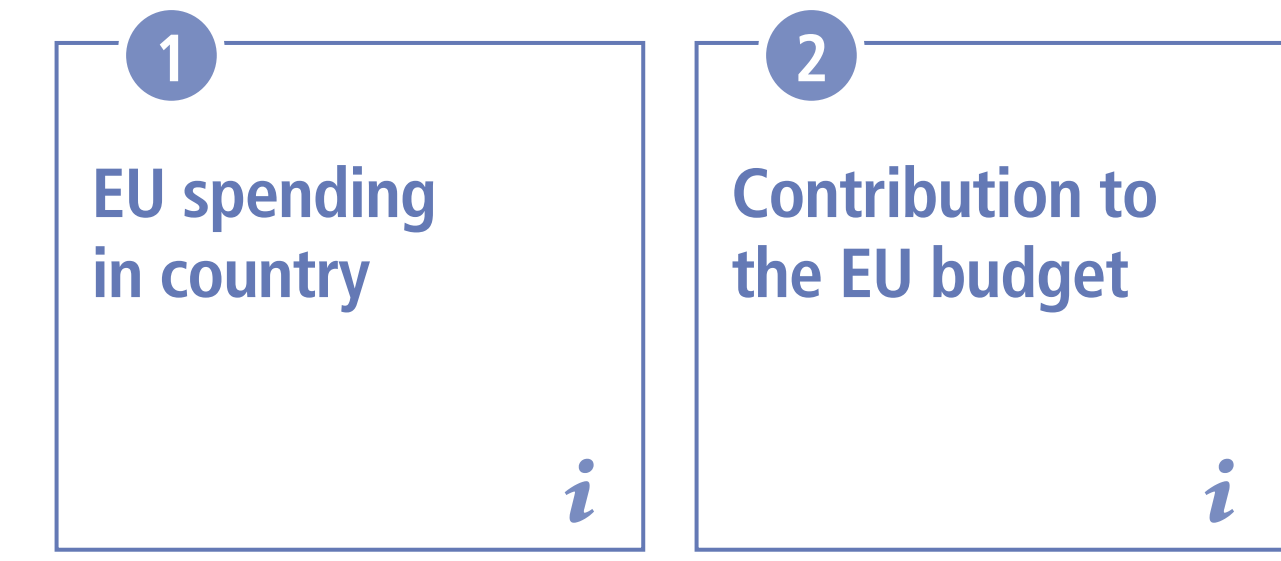 1
EU spending
in country
i
2
Contribution to
the EU budget
i